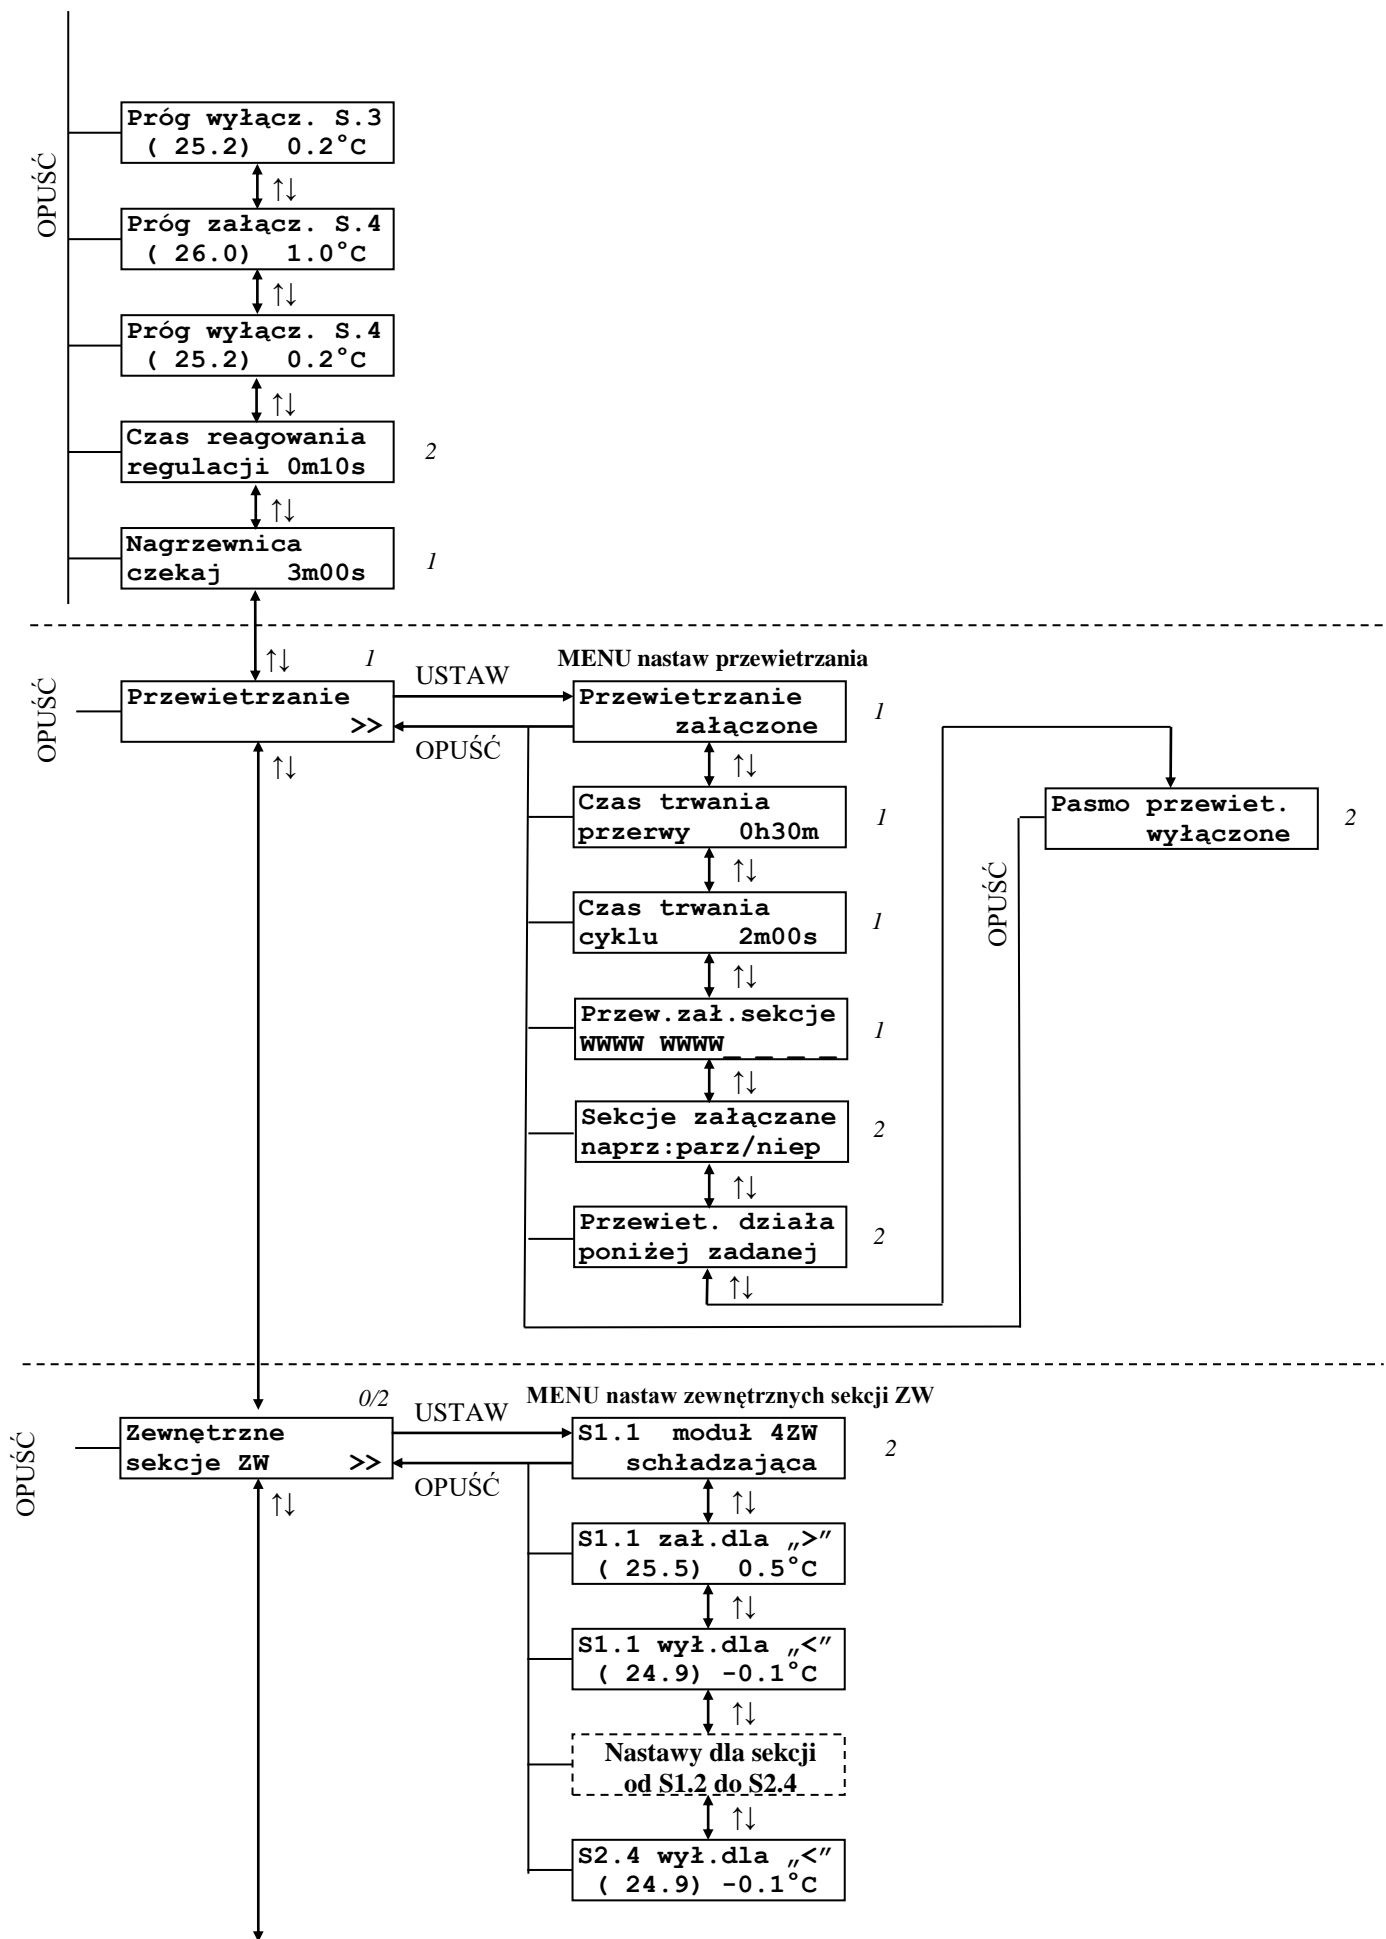 OPUŚĆ
Próg wyłącz. S.3
( 25.2) 0.2°C
↑↓
Próg załącz. S.4
( 26.0) 1.0°C
↑↓
Próg wyłącz. S.4
( 25.2) 0.2°C
↑↓
Czas reagowania
regulacji 0m10s
2
↑↓
Nagrzewnica
czekaj 3m00s
1
↑↓
OPUŚĆ
1
Przewietrzanie
>>
USTAW
OPUŚĆ
↑↓
MENU nastaw przewietrzania
Przewietrzanie
załączone
1
↑↓
Czas trwania
przerwy 0h30m
1
↑↓
Czas trwania
cyklu 2m00s
1
↑↓
Przew.zał.sekcje
WWWW WWWW_ _ _ _
1
↑↓
Sekcje załączane
naprz:parz/niep
2
↑↓
Przewiet. działa
poniżej zadanej
2
↑↓
Pasmo przewiet.
wyłączone
2
OPUŚĆ
OPUŚĆ
0/2
Zewnętrzne
sekcje ZW >>
USTAW
OPUŚĆ
↑↓
MENU nastaw zewnętrznych sekcji ZW
S1.1 moduł 4ZW
schładzająca
2
↑↓
S1.1 zał.dla „>”
( 25.5) 0.5°C
↑↓
S1.1 wył.dla „<”
( 24.9) -0.1°C
↑↓
Nastawy dla sekcji
od S1.2 do S2.4
↑↓
S2.4 wył.dla „<”
( 24.9) -0.1°C